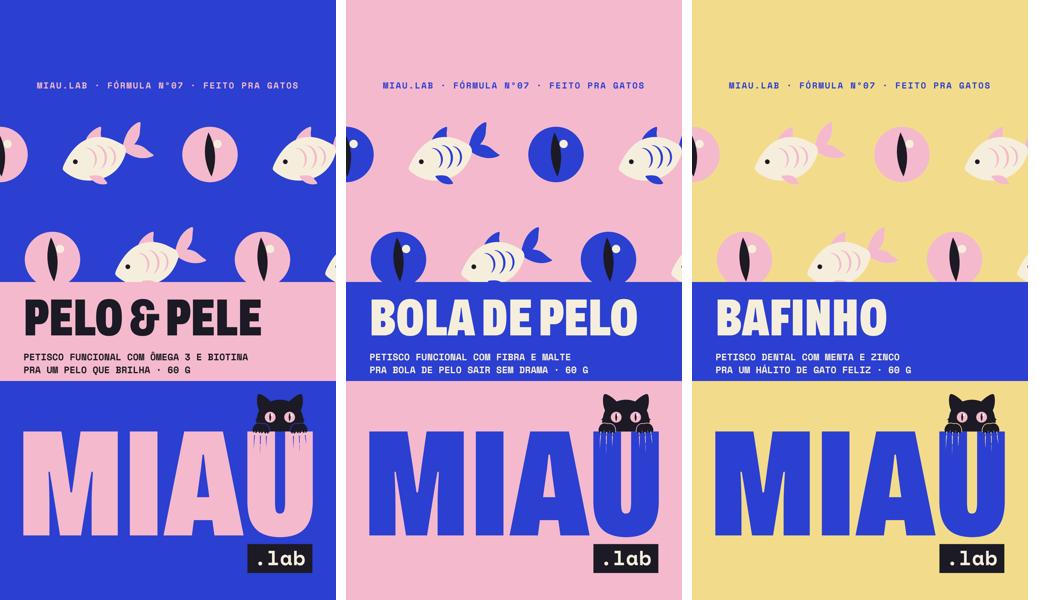 MIAU.LAB · FÓRMULA Nº07 · FEITO PRA GATOS
PELO & PELE
PETISCO FUNCIONAL COM ÔMEGA 3 E BIOTINA
PRA UM PELO QUE BRILHA · 60 G
MIAU
.lab
MIAU.LAB · FÓRMULA Nº07 · FEITO PRA GATOS
BOLA DE PELO
PETISCO FUNCIONAL COM FIBRA E MALTE
PRA BOLA DE PELO SAIR SEM DRAMA · 60 G
MIAU
.lab
MIAU.LAB · FÓRMULA Nº07 · FEITO PRA GATOS
BAFINHO
PETISCO DENTAL COM MENTA E ZINCO
PRA UM HÁLITO DE GATO FELIZ · 60 G
MIAU
.lab